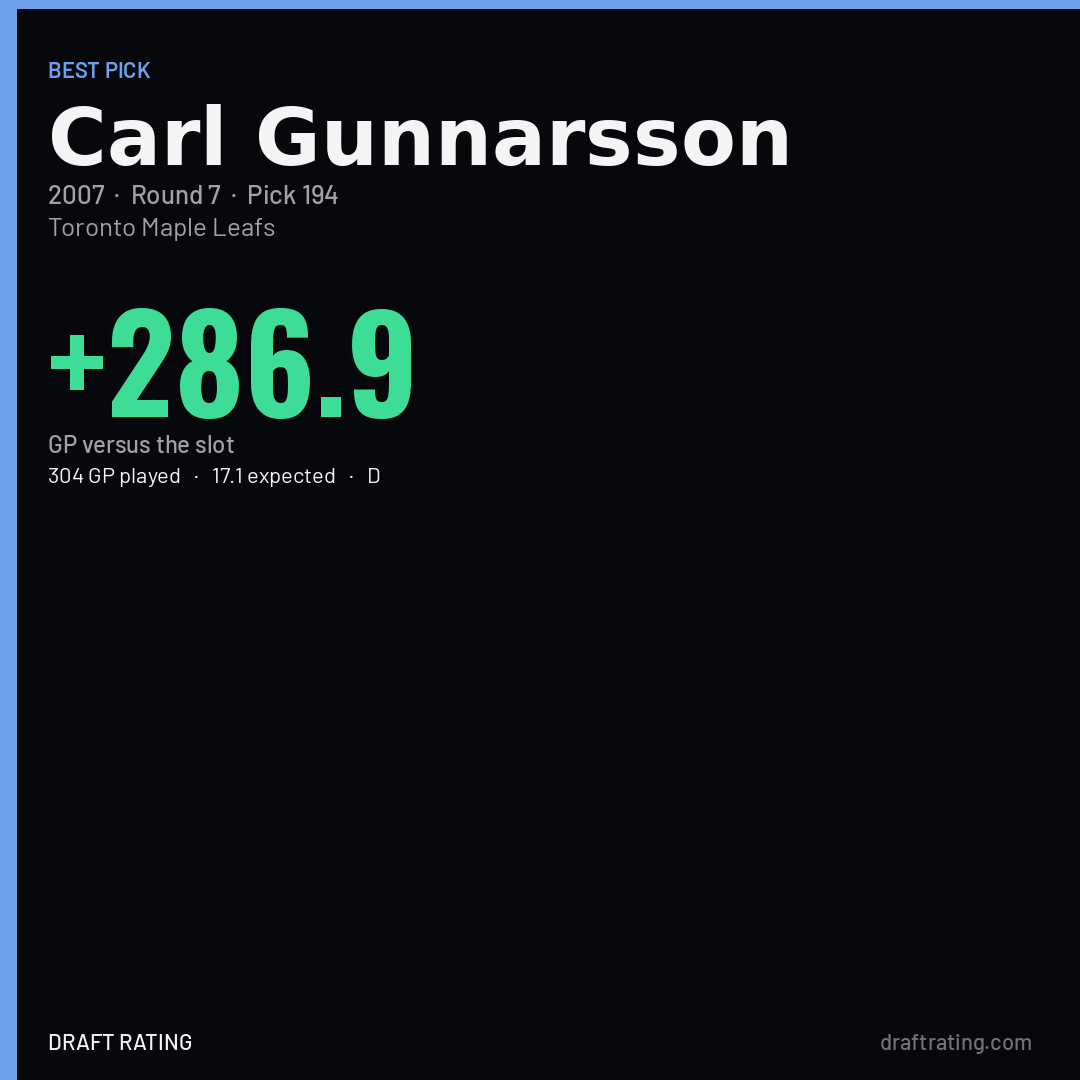 BEST PICK
Carl Gunnarsson
2007 · Round 7 · Pick 194
Toronto Maple Leafs
+286.9
GP versus the slot
304 GP played · 17.1 expected · D
DRAFT RATING
draftrating.com